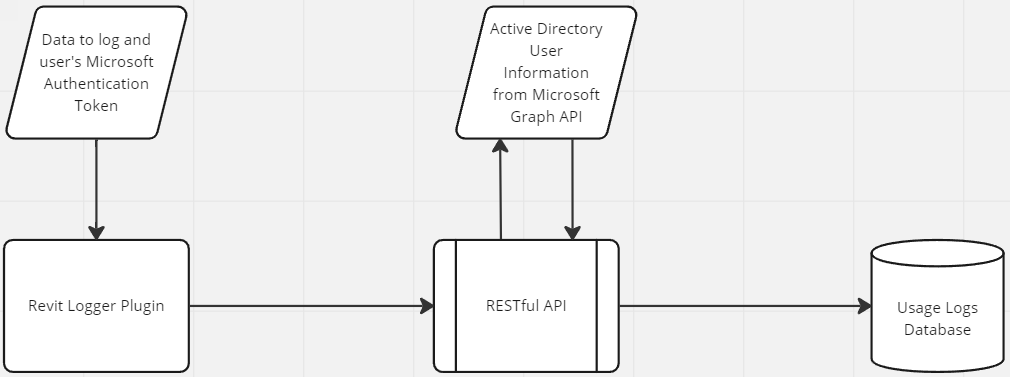 Data to log and
user's Microsoft
Authentication
Token
Active Directory
User
Information
from Microsoft
Graph API
Revit Logger Plugin
RESTful API
Usage Logs
Database